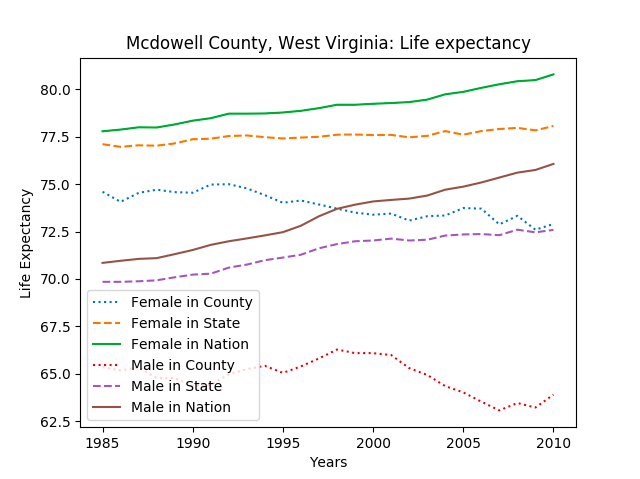 Mcdowell County, West Virginia: Life expectancy
80.0
77.5
75.0
72.5
70.0
67.5
65.0
62.5
Life Expectancy
Female in County
Female in State
Female in Nation
Male in County
Male in State
Male in Nation
1985 1990 1995 2000 2005 2010
Years